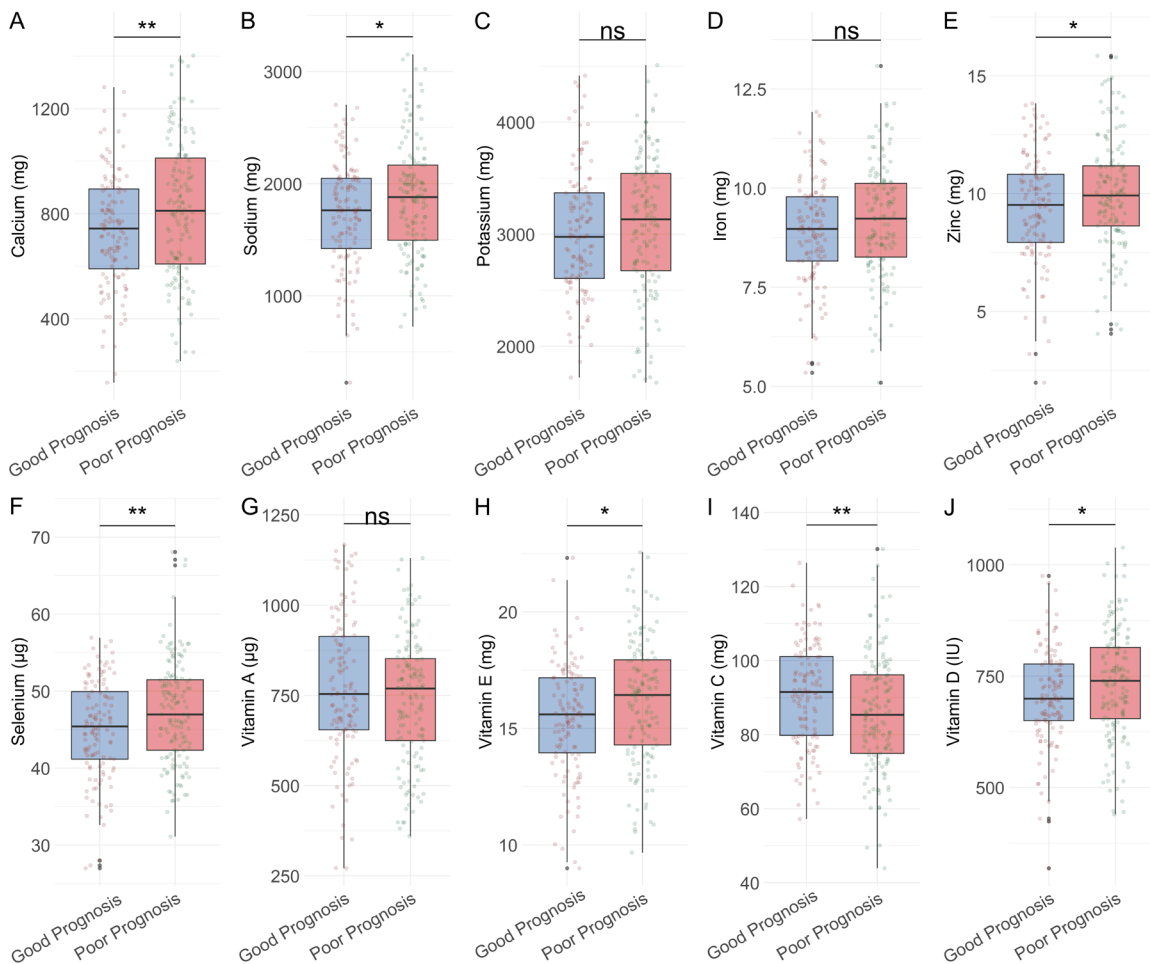 A
**
Calcium (mg)
1200
800
400
Good Prognosis
Poor Prognosis
B
*
Sodium (mg)
3000
2000
1000
Good Prognosis
Poor Prognosis
C
ns
Potassium (mg)
4000
3000
2000
Good Prognosis
Poor Prognosis
D
ns
Iron (mg)
12.5
10.0
7.5
5.0
Good Prognosis
Poor Prognosis
E
*
Zinc (mg)
15
10
5
Good Prognosis
Poor Prognosis
F
**
Selenium (µg)
70
60
50
40
30
Good Prognosis
Poor Prognosis
G
ns
Vitamin A (µg)
1250
1000
750
500
250
Good Prognosis
Poor Prognosis
H
*
Vitamin E (mg)
20
15
10
Good Prognosis
Poor Prognosis
I
**
Vitamin C (mg)
140
120
100
80
60
40
Good Prognosis
Poor Prognosis
J
*
Vitamin D (IU)
1000
750
500
Good Prognosis
Poor Prognosis